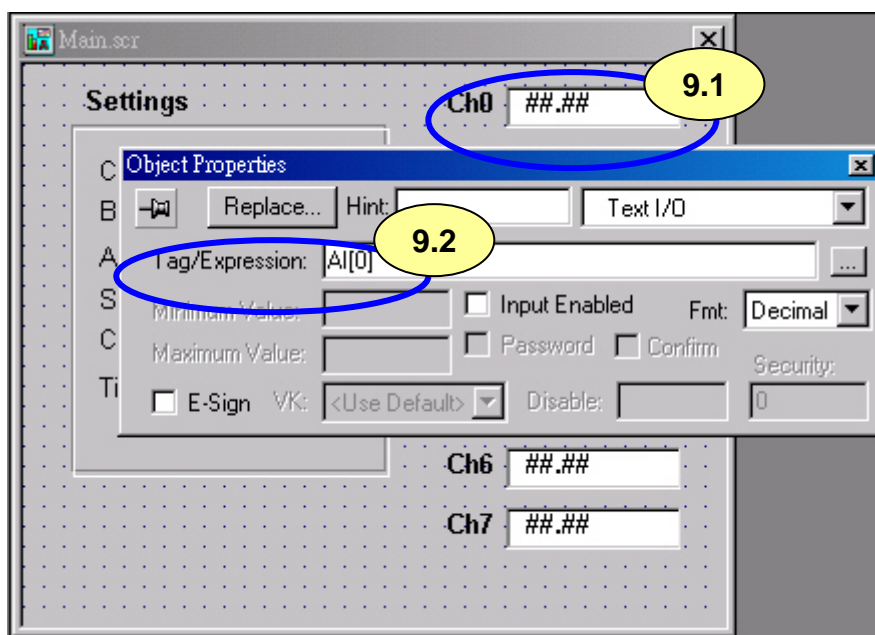 Main.scr
Settings
Ch0 ##.##
9.1
Object Properties
C
B
A
S
C
Ti
Replace... Hint: Text I/O
9.2
Tag/Expression: AI[0] ...
Minimum Value: Input Enabled Fmt: Decimal
Maximum Value: Password Confirm Security:
E-Sign VK: <Use Default> Disable: 0
Ch6 ##.##
Ch7 ##.##